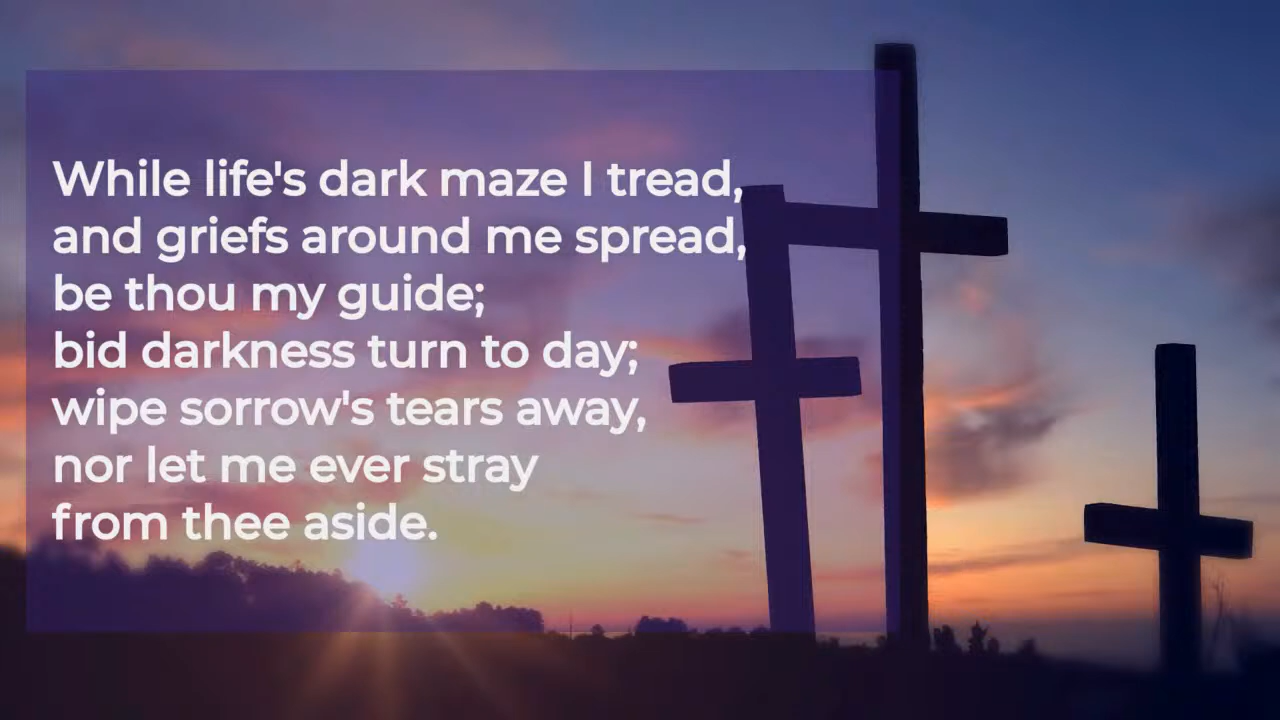 While life's dark maze I tread,
and griefs around me spread,
be thou my guide;
bid darkness turn to day;
wipe sorrow's tears away,
nor let me ever stray
from thee aside.